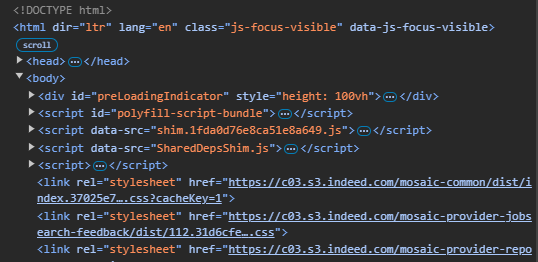 <!DOCTYPE html>
<html dir="ltr" lang="en" class="js-focus-visible" data-js-focus-visible>
scroll
<head>…</head>
<body>
<div id="preLoadingIndicator" style="height: 100vh">…</div>
<script id="polyfill-script-bundle">…</script>
<script data-src="shim.1fda0d76e8ca51e8a649.js">…</script>
<script data-src="SharedDepsShim.js">…</script>
<script>…</script>
<link rel="stylesheet" href="https://c03.s3.indeed.com/mosaic-common/dist/i
ndex.37025e7….css?cacheKey=1">
<link rel="stylesheet" href="https://c03.s3.indeed.com/mosaic-provider-jobs
earch-feedback/dist/112.31d6cfe….css">
<link rel="stylesheet" href="https://c03.s3.indeed.com/mosaic-provider-repo